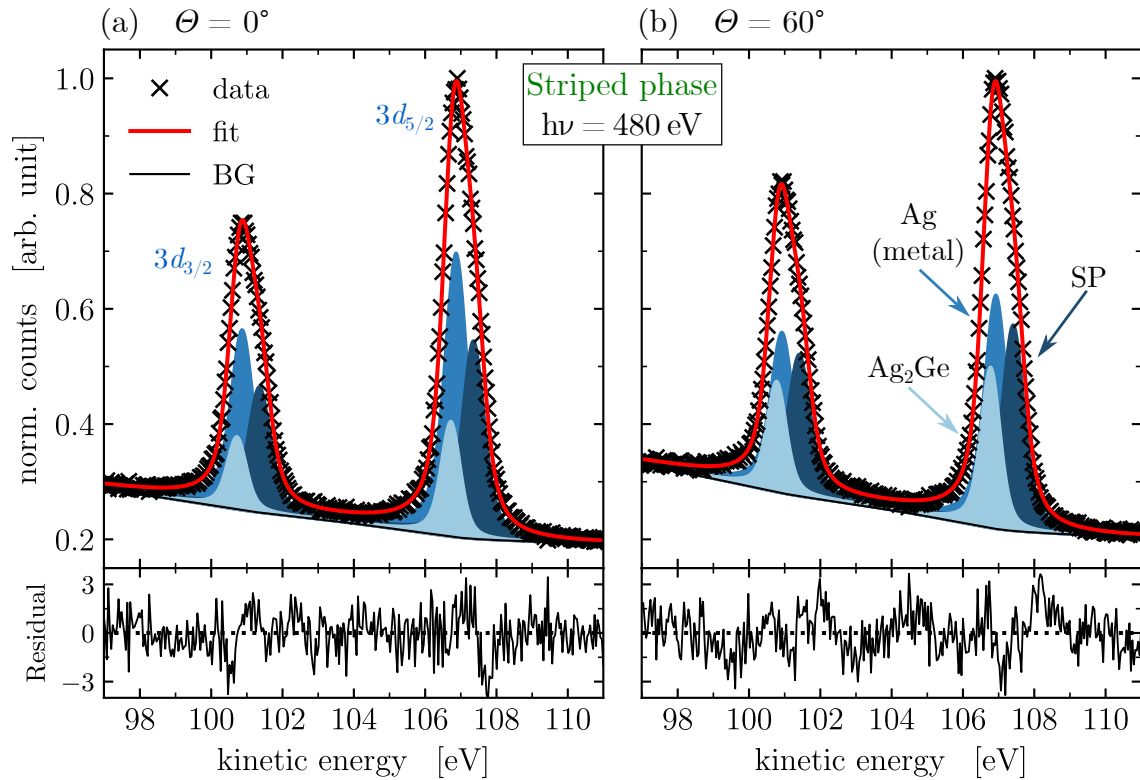 (a) Θ = 0°
(b) Θ = 60°
Striped phase
hν = 480 eV
data
fit
BG
3d₅/₂
3d₃/₂
Ag
(metal)
SP
Ag₂Ge
norm. counts [arb. unit]
1.0
0.8
0.6
0.4
0.2
Residual
3
0
−3
98 100 102 104 106 108 110
98 100 102 104 106 108 110
kinetic energy [eV]
kinetic energy [eV]